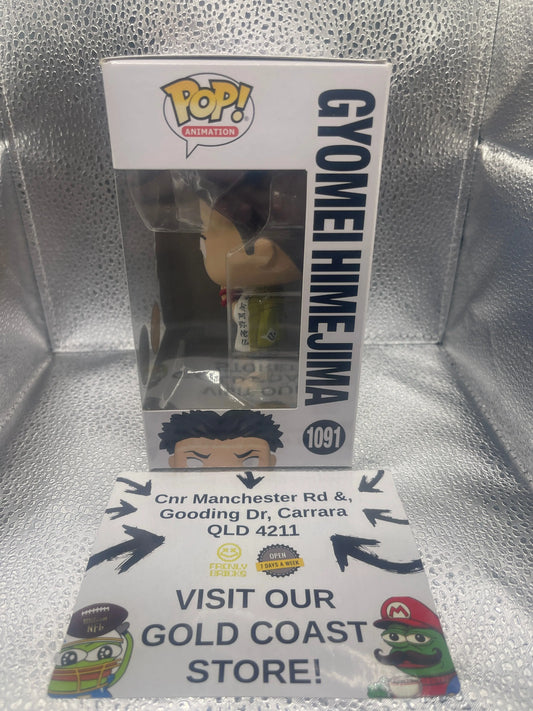 POP!
ANIMATION
GYOMEI HIMEJIMA
1091
Cnr Manchester Rd &,
Gooding Dr, Carrara
QLD 4211
FRENLY
BRICKS
OPEN
7 DAYS A WEEK
VISIT OUR
GOLD COAST
STORE!
NFL
M